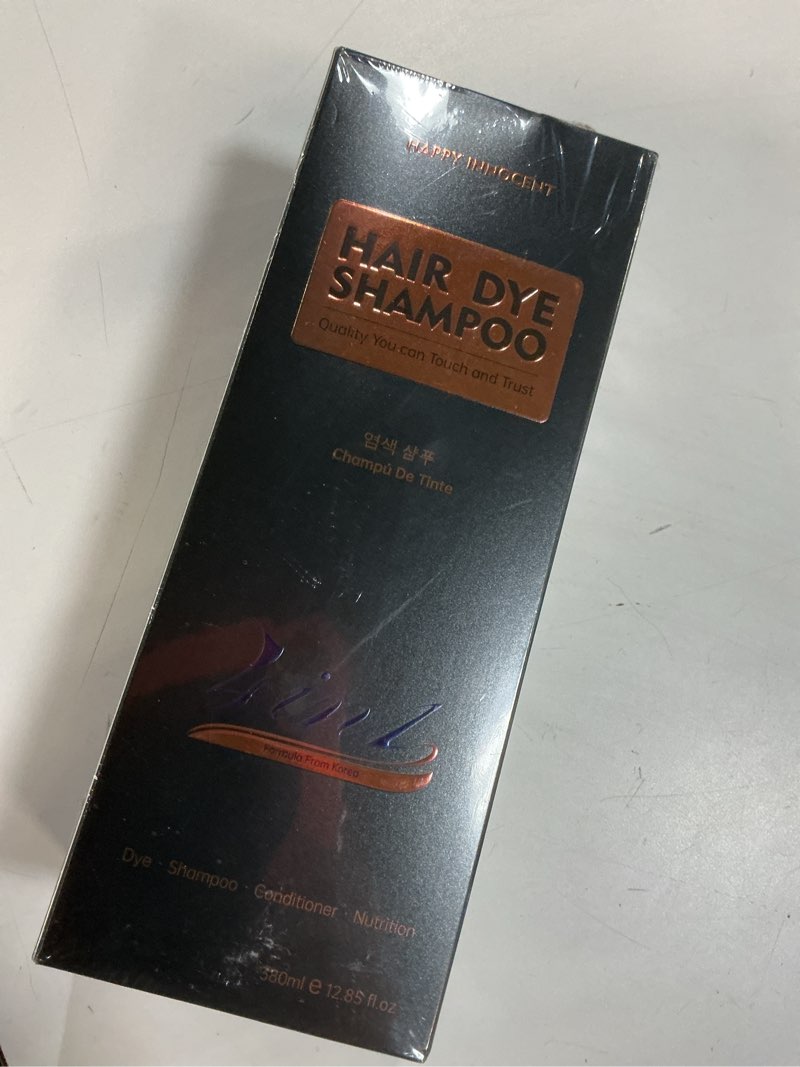 HAPPY INNOCENT
HAIR DYE
SHAMPOO
Quality You can Touch and Trust
염색 샴푸
Champú De Tinte
4in1
Formula From Korea
Dye · Shampoo · Conditioner · Nutrition
380ml e 12.85 fl.oz